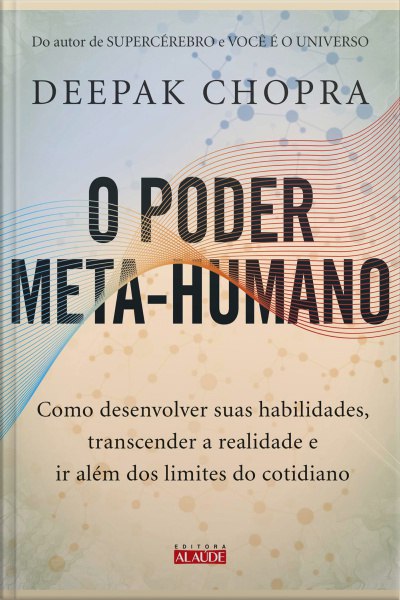 Do autor de SUPERCÉREBRO e VOCÊ É O UNIVERSO
DEEPAK CHOPRA
O PODER
META-HUMANO
Como desenvolver suas habilidades,
transcender a realidade e
ir além dos limites do cotidiano
EDITORA
ALAÚDE